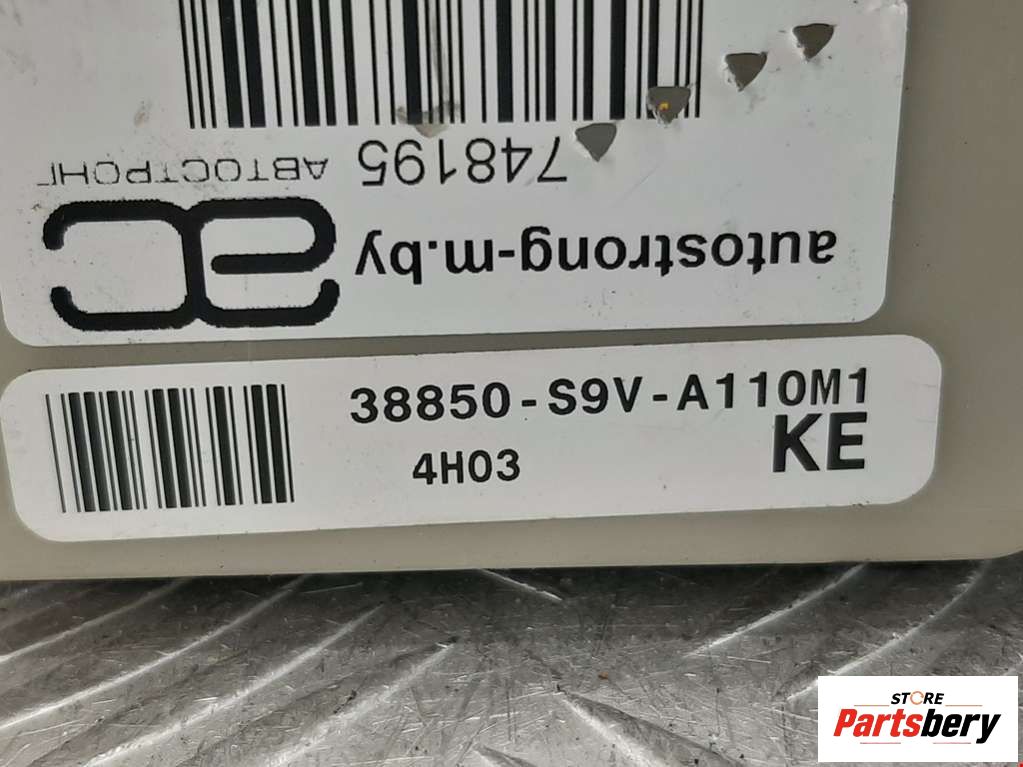 748195
АВТОСТРОНГ
autostrong-m.by
38850-S9V-A110M1
4H03
KE
STORE
Partsbery